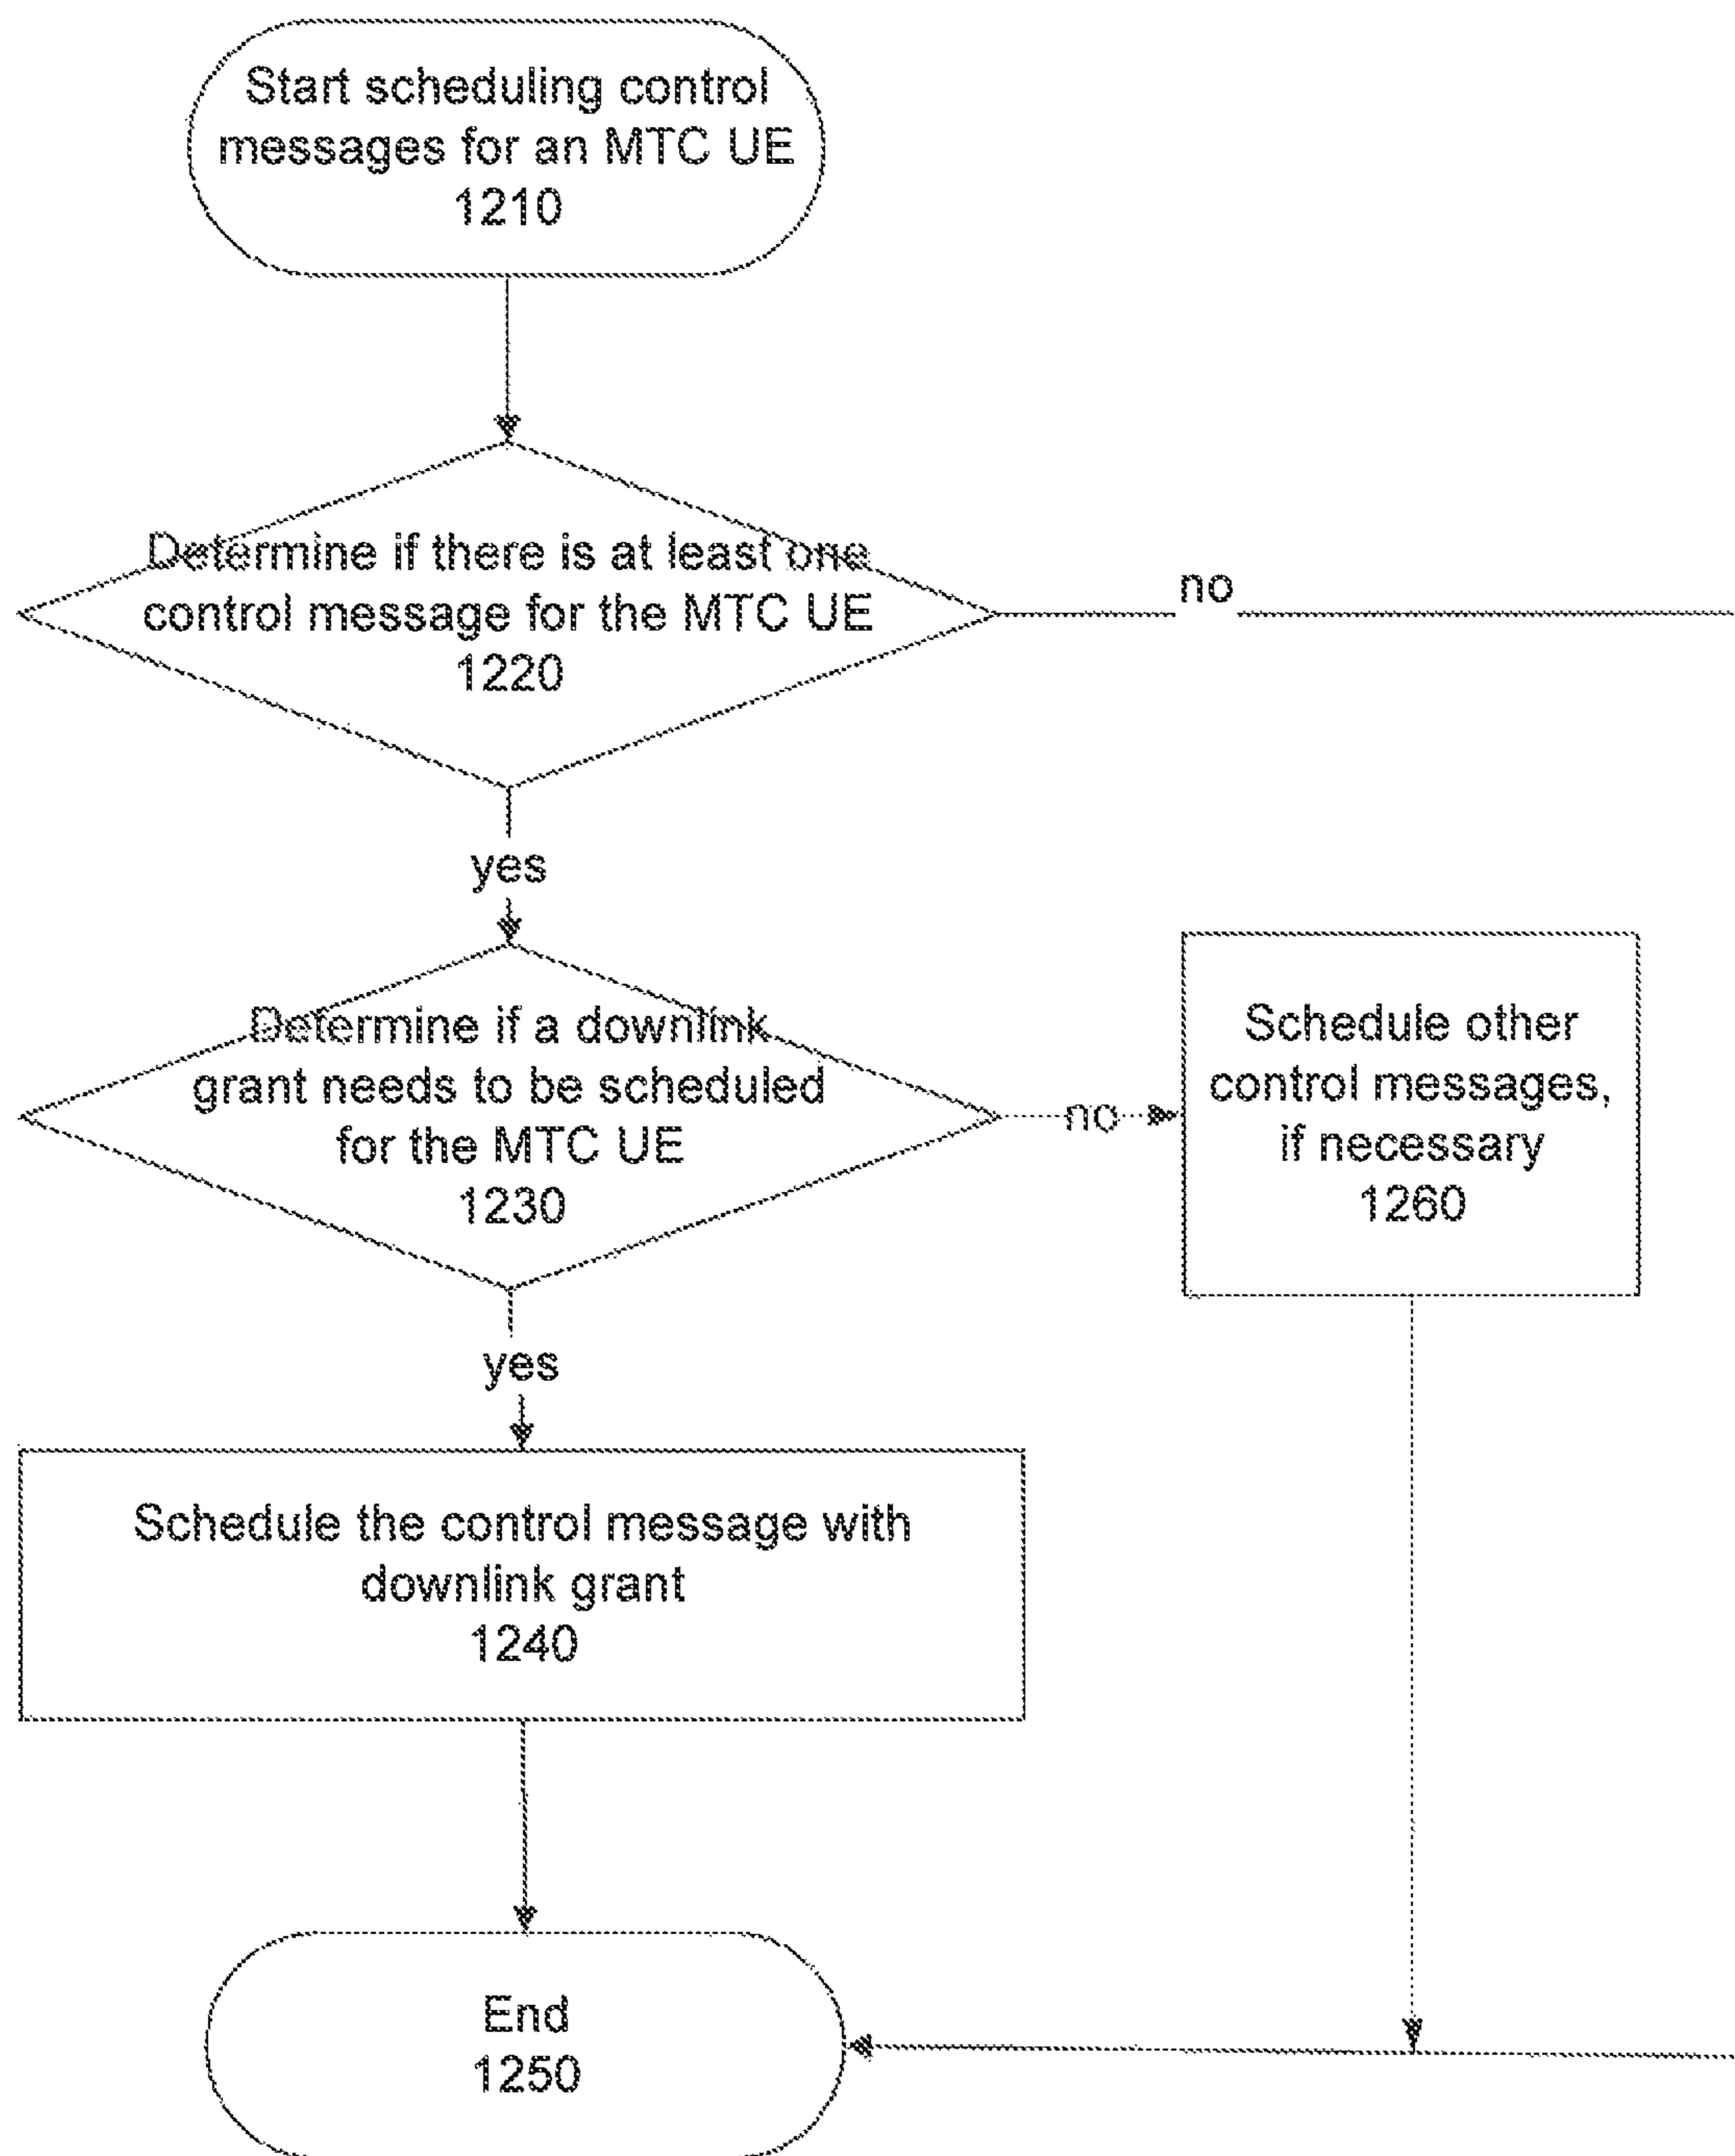 Start scheduling control
messages for an MTC UE
1210
Determine if there is at least one
control message for the MTC UE
1220
no
yes
Determine if a downlink
grant needs to be scheduled
for the MTC UE
1230
no
Schedule other
control messages,
if necessary
1260
yes
Schedule the control message with
downlink grant
1240
End
1250